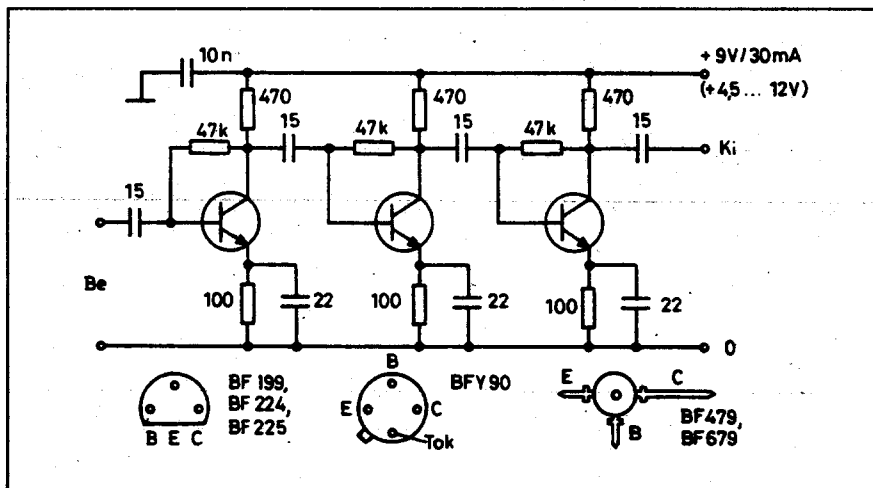 10n
+9V/30mA
(+4,5...12V)
470
470
470
15
15
15
47k
47k
47k
Ki
15
Be
100
22
100
22
100
22
0
B
BF 199,
BF 224,
BF 225
BFY 90
E
C
E
C
BF479,
BF679
B E C
Tok
B